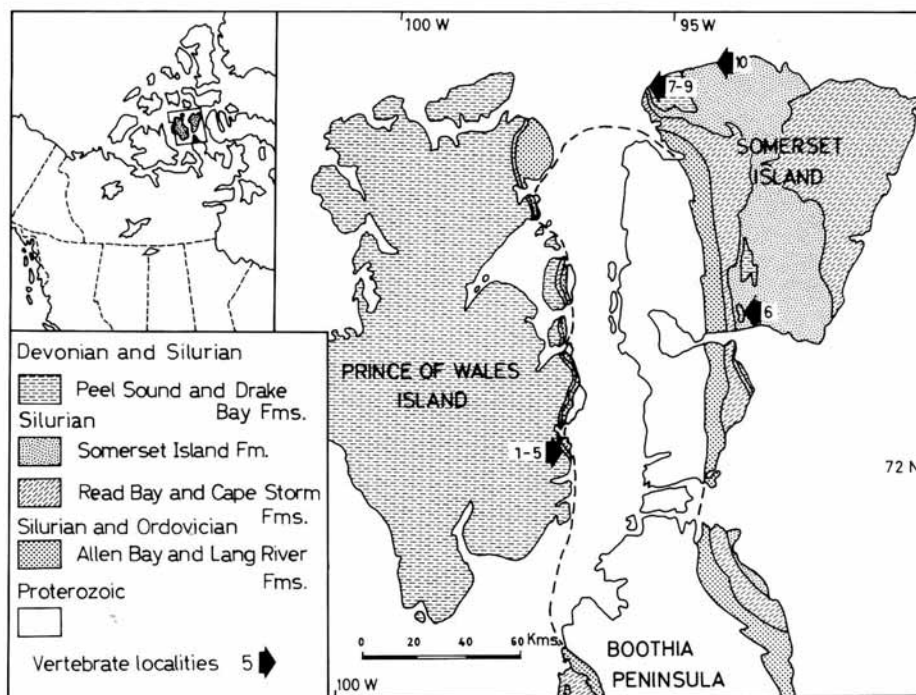 100 W
95 W
10
7-9
SOMERSET
ISLAND
6
PRINCE OF WALES
ISLAND
1-5
72 N
Devonian and Silurian
Peel Sound and Drake
Bay Fms.
Silurian
Somerset Island Fm.
Read Bay and Cape Storm
Fms.
Silurian and Ordovician
Allen Bay and Lang River
Fms.
Proterozoic
Vertebrate localities 5
0 20 40 60 Kms.
BOOTHIA
PENINSULA
100 W